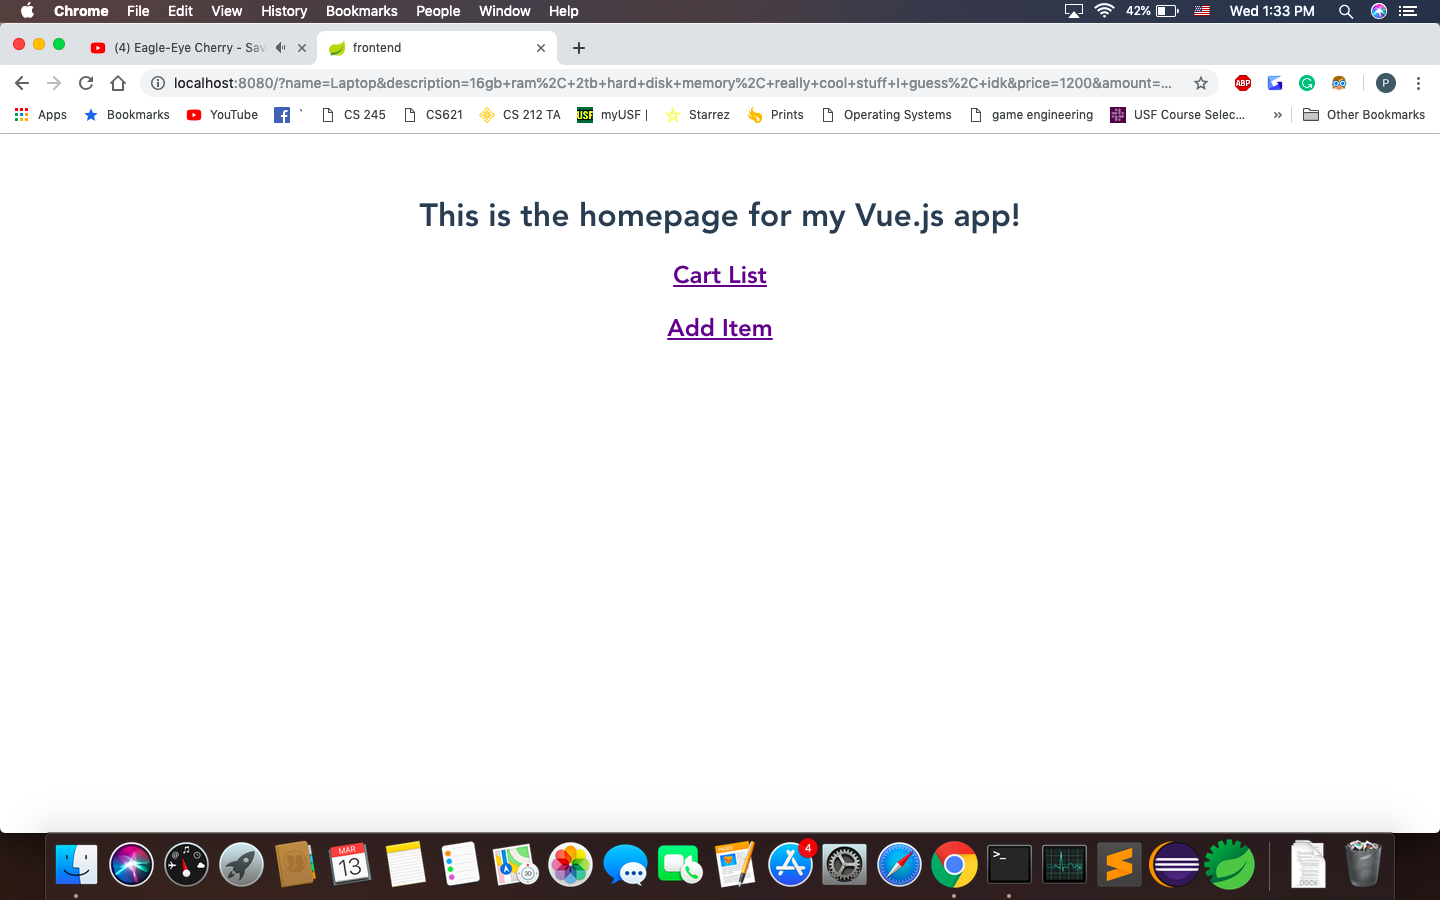 Chrome File Edit View History Bookmarks People Window Help 42% Wed 1:33 PM
(4) Eagle-Eye Cherry - Sav frontend
localhost:8080/?name=Laptop&description=16gb+ram%2C+2tb+hard+disk+memory%2C+really+cool+stuff+I+guess%2C+idk&price=1200&amount=... ABP P
Apps Bookmarks YouTube ` CS 245 CS621 CS 212 TA USF myUSF | Starrez Prints Operating Systems game engineering USF Course Selec... » Other Bookmarks
This is the homepage for my Vue.js app!
Cart List
Add Item
MAR
13
3D
PAGES
4
>_
.DOCX